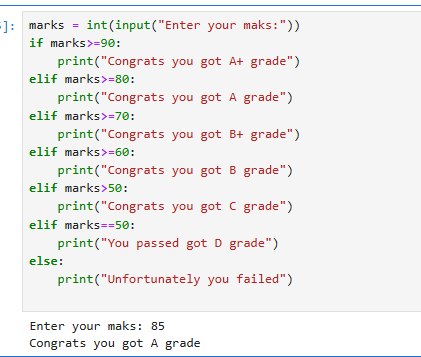 ]:
marks = int(input("Enter your maks:"))
if marks>=90:
    print("Congrats you got A+ grade")
elif marks>=80:
    print("Congrats you got A grade")
elif marks>=70:
    print("Congrats you got B+ grade")
elif marks>=60:
    print("Congrats you got B grade")
elif marks>50:
    print("Congrats you got C grade")
elif marks==50:
    print("You passed got D grade")
else:
    print("Unfortunately you failed")
Enter your maks: 85
Congrats you got A grade